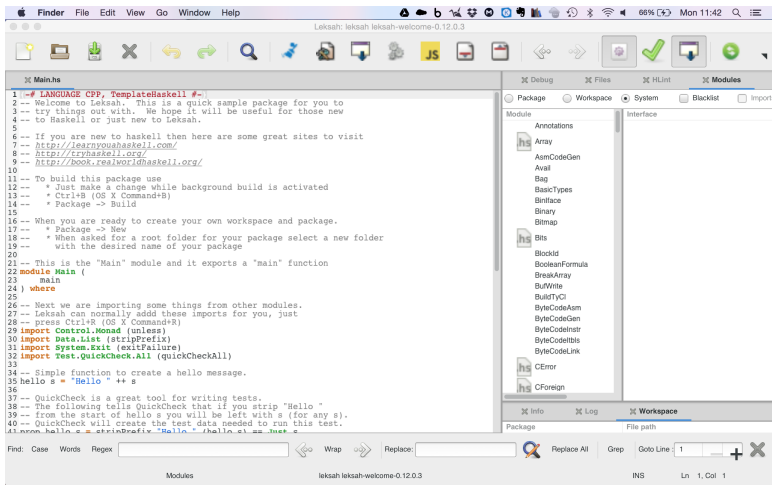 Finder File Edit View Go Window Help
66% Mon 11:42
Leksah: leksah leksah-welcome-0.12.0.3
JS
Main.hs
1 {-# LANGUAGE CPP, TemplateHaskell #-}
2 -- Welcome to Leksah. This is a quick sample package for you to
3 -- try things out with. We hope it will be useful for those new
4 -- to Haskell or just new to Leksah.
5
6 -- If you are new to haskell then here are some great sites to visit
7 -- http://learnyouahaskell.com/
8 -- http://tryhaskell.org/
9 -- http://book.realworldhaskell.org/
10
11 -- To build this package use
12 -- * Just make a change while background build is activated
13 -- * Ctrl+B (OS X Command+B)
14 -- * Package -> Build
15
16 -- When you are ready to create your own workspace and package.
17 -- * Package -> New
18 -- * When asked for a root folder for your package select a new folder
19 -- with the desired name of your package
20
21 -- This is the "Main" module and it exports a "main" function
22 module Main (
23 main
24 ) where
25
26 -- Next we are importing some things from other modules.
27 -- Leksah can normally addd these imports for you, just
28 -- press Ctrl+R (OS X Command+R)
29 import Control.Monad (unless)
30 import Data.List (stripPrefix)
31 import System.Exit (exitFailure)
32 import Test.QuickCheck.All (quickCheckAll)
33
34 -- Simple function to create a hello message.
35 hello s = "Hello " ++ s
36
37 -- QuickCheck is a great tool for writing tests.
38 -- The following tells QuickCheck that if you strip "Hello "
39 -- from the start of hello s you will be left with s (for any s).
40 -- QuickCheck will create the test data needed to run this test.
41 prop_hello s = stripPrefix "Hello " (hello s) == Just s
Debug Files HLint Modules
Package Workspace System Blacklist Import
Module Interface
Annotations
.hs Array
AsmCodeGen
Avail
Bag
BasicTypes
BinIface
Binary
Bitmap
.hs Bits
BlockId
BooleanFormula
BreakArray
BufWrite
BuildTyCl
ByteCodeAsm
ByteCodeGen
ByteCodeInstr
ByteCodeItbls
ByteCodeLink
.hs CError
.hs CForeign
Info Log Workspace
Package File path
Find: Case Words Regex Wrap Replace: Replace All Grep Goto Line : 1
Modules leksah leksah-welcome-0.12.0.3 INS Ln 1, Col 1